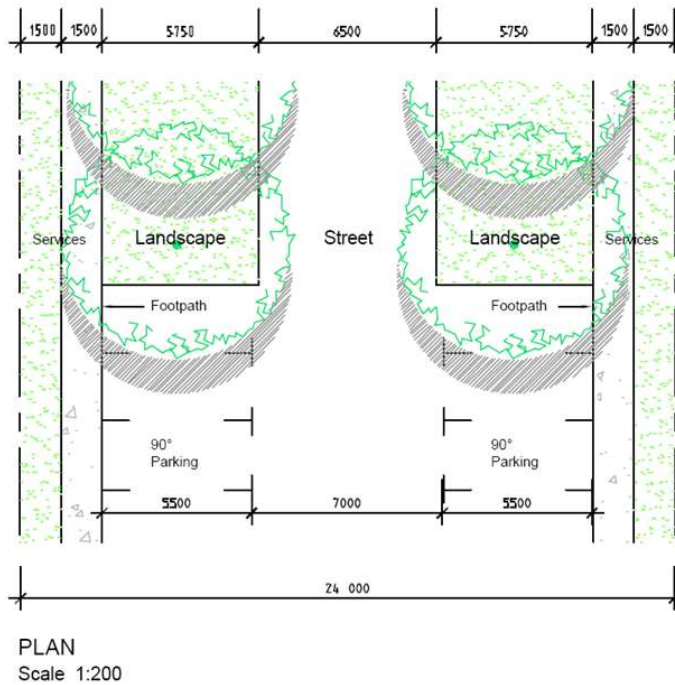 1500 1500 5750 6500 5750 1500 1500
Services Landscape Street Landscape Services
Footpath Footpath
90° 90°
Parking Parking
5500 7000 5500
24 000
PLAN
Scale 1:200